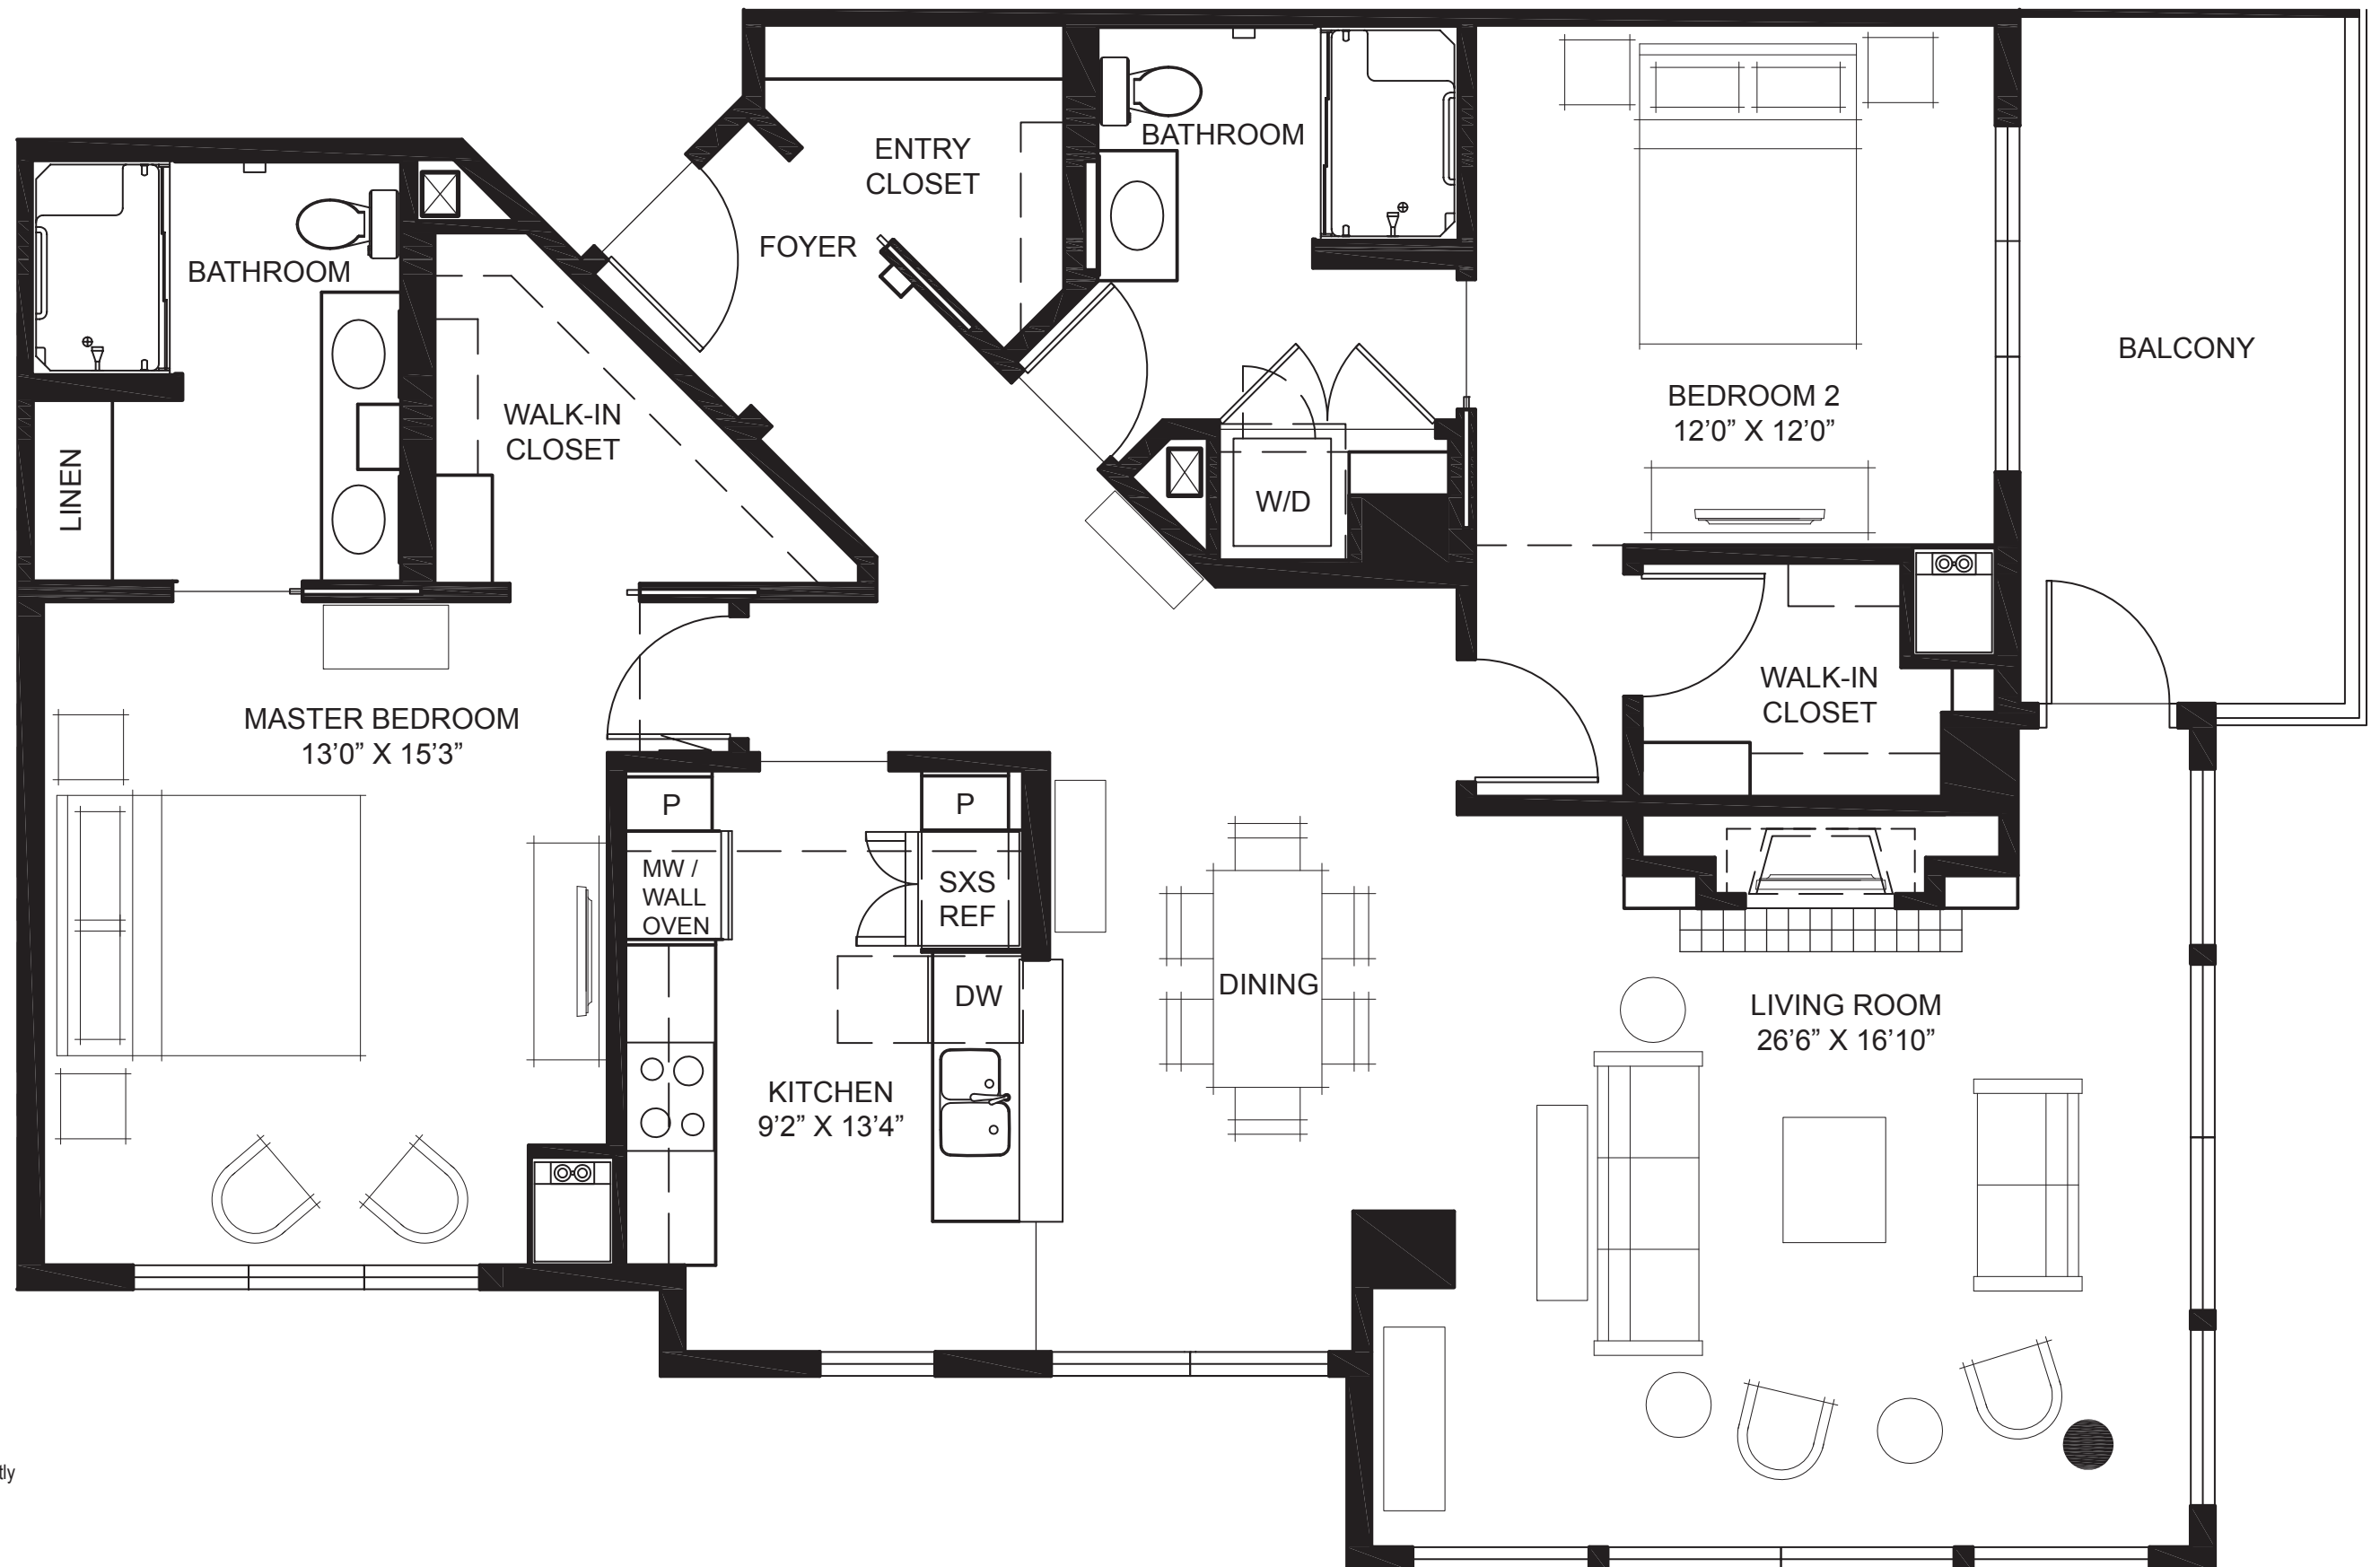 BATHROOM
LINEN
WALK-IN
CLOSET
FOYER
ENTRY
CLOSET
BATHROOM
W/D
BEDROOM 2
12’0” X 12’0”
BALCONY
WALK-IN
CLOSET
MASTER BEDROOM
13’0” X 15’3”
P
MW /
WALL
OVEN
P
SXS
REF
DW
KITCHEN
9’2” X 13’4”
DINING
LIVING ROOM
26’6” X 16’10”